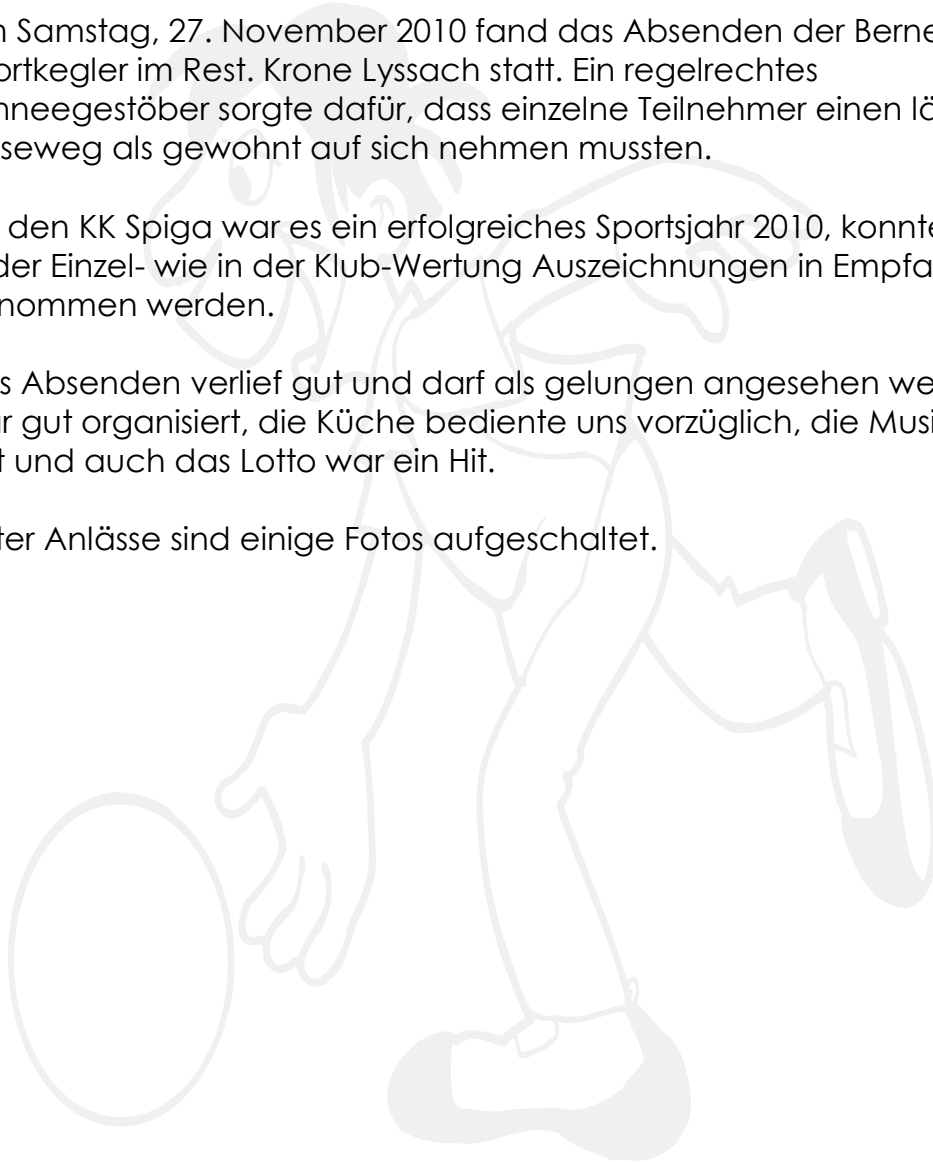 Samstag, 27. November 2010 fand das Absenden der Berne
ortkegler im Rest. Krone Lyssach statt. Ein regelrechtes
nneegestöber sorgte dafür, dass einzelne Teilnehmer einen lä
seweg als gewohnt auf sich nehmen mussten.
den KK Spiga war es ein erfolgreiches Sportsjahr 2010, konnte
der Einzel- wie in der Klub-Wertung Auszeichnungen in Empfa
nommen werden.
s Absenden verlief gut und darf als gelungen angesehen we
r gut organisiert, die Küche bediente uns vorzüglich, die Musi
t und auch das Lotto war ein Hit.
ter Anlässe sind einige Fotos aufgeschaltet.